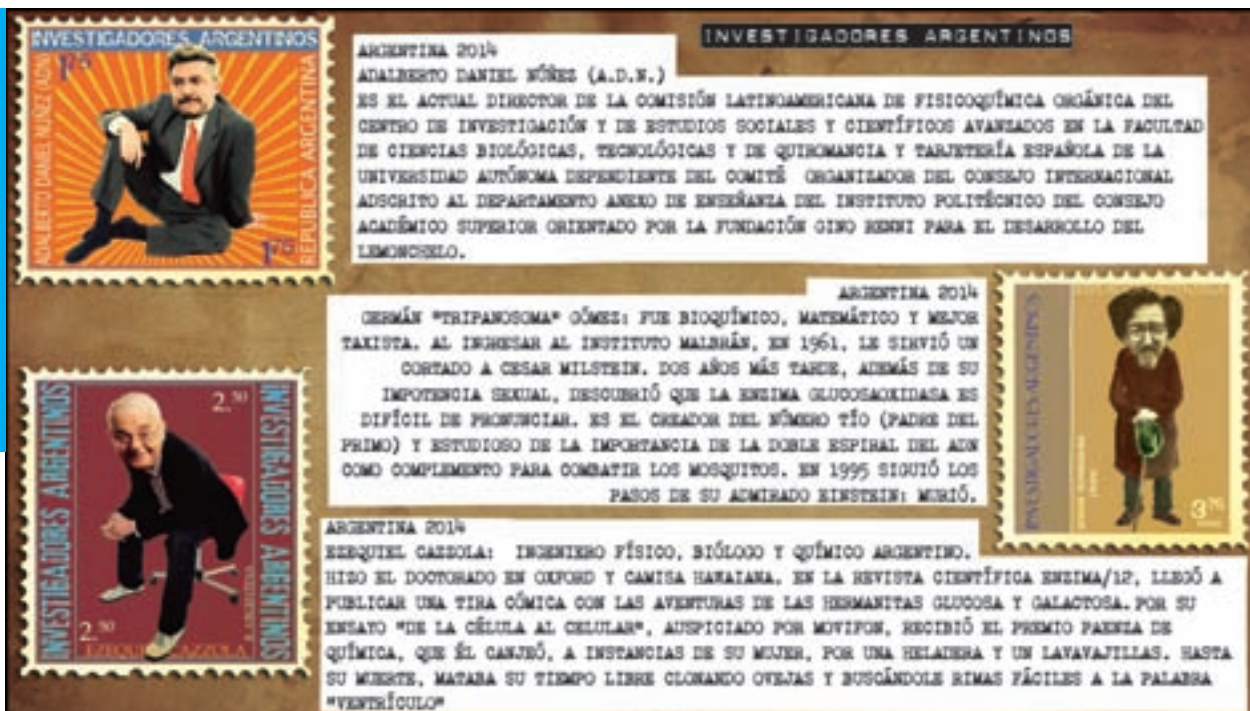 INVESTIGADORES ARGENTINOS
INVESTIGADORES ARGENTINOS
175
ADALBERTO DANIEL NUÑEZ (ADN)
REPUBLICA ARGENTINA
175
ARGENTINA 2014
ADALBERTO DANIEL NÚÑEZ (A.D.N.)
ES EL ACTUAL DIRECTOR DE LA COMISIÓN LATINOAMERICANA DE FISICOQUÍMICA ORGÁNICA DEL
CENTRO DE INVESTIGACIÓN Y DE ESTUDIOS SOCIALES Y CIENTÍFICOS AVANZADOS EN LA FACULTAD
DE CIENCIAS BIOLÓGICAS, TECNOLÓGICAS Y DE QUIROMANCIA Y TARJETERÍA ESPAÑOLA DE LA
UNIVERSIDAD AUTÓNOMA DEPENDIENTE DEL COMITÉ ORGANIZADOR DEL CONSEJO INTERNACIONAL
ADSCRITO AL DEPARTAMENTO ANEXO DE ENSEÑANZA DEL INSTITUTO POLITÉCNICO DEL CONSEJO
ACADÉMICO SUPERIOR ORIENTADO POR LA FUNDACIÓN GINO RENNI PARA EL DESARROLLO DEL
LEMONCHELO.
ARGENTINA 2014
GERMÁN "TRIPANOSOMA" GÓMEZ: FUE BIOQUÍMICO, MATEMÁTICO Y MEJOR
TAXISTA. AL INGRESAR AL INSTITUTO MALBRÁN, EN 1961, LE SIRVIÓ UN
CORTADO A CESAR MILSTEIN. DOS AÑOS MÁS TARDE, ADEMÁS DE SU
IMPOTENCIA SEXUAL, DESCUBRIÓ QUE LA ENZIMA GLUCOSAOXIDASA ES
DIFÍCIL DE PRONUNCIAR. ES EL CREADOR DEL NÚMERO TÍO (PADRE DEL
PRIMO) Y ESTUDIOSO DE LA IMPORTANCIA DE LA DOBLE ESPIRAL DEL ADN
COMO COMPLEMENTO PARA COMBATIR LOS MOSQUITOS. EN 1995 SIGUIÓ LOS
PASOS DE SU ADMIRADO EINSTEIN: MURIÓ.
INVESTIGADORES ARGENTINOS
INVESTIGADORES ARGENTINOS
3.75
INVESTIGADORES ARGENTINOS
2.50
2.50
EZEQUIEL CAZZOLA
ARGENTINA 2014
EZEQUIEL CAZZOLA: INGENIERO FÍSICO, BIÓLOGO Y QUÍMICO ARGENTINO.
HIZO EL DOCTORADO EN OXFORD Y CAMISA HAWAIANA. EN LA REVISTA CIENTÍFICA ENZIMA/12, LLEGÓ A
PUBLICAR UNA TIRA CÓMICA CON LAS AVENTURAS DE LAS HERMANITAS GLUCOSA Y GALACTOSA. POR SU
ENSAYO "DE LA CÉLULA AL CELULAR", AUSPICIADO POR MOVIFON, RECIBIÓ EL PREMIO PAENZA DE
QUÍMICA, QUE ÉL CANJEÓ, A INSTANCIAS DE SU MUJER, POR UNA HELADERA Y UN LAVAVAJILLAS. HASTA
SU MUERTE, MATABA SU TIEMPO LIBRE CLONANDO OVEJAS Y BUSCÁNDOLE RIMAS FÁCILES A LA PALABRA
"VENTRÍCULO"